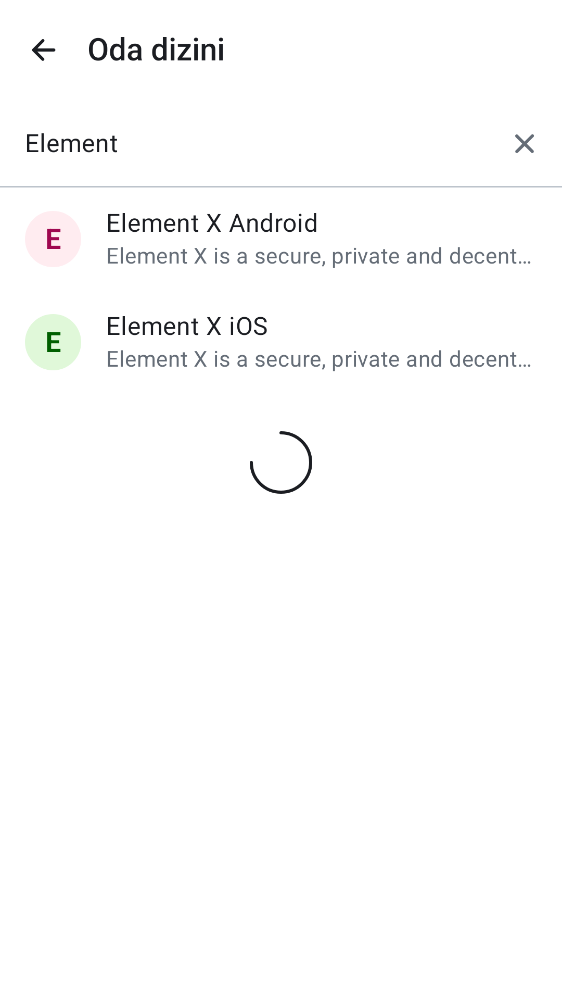 Oda dizini
Element
E
Element X Android
Element X is a secure, private and decent…
E
Element X iOS
Element X is a secure, private and decent…